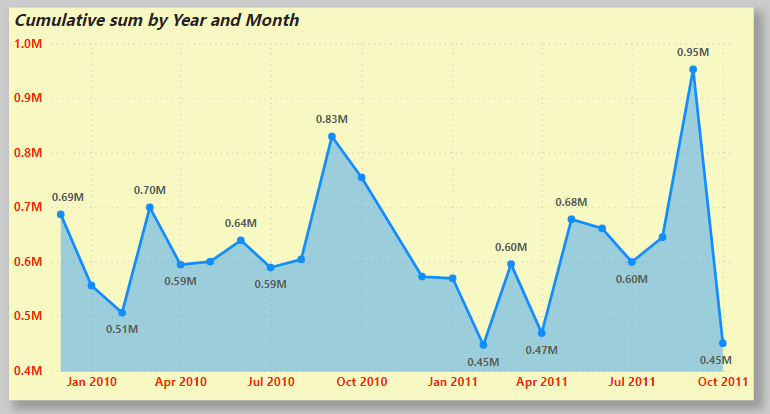 Cumulative sum by Year and Month
1.0M
0.9M
0.8M
0.7M
0.6M
0.5M
0.4M
0.69M
0.51M
0.70M
0.59M
0.64M
0.59M
0.83M
0.45M
0.60M
0.47M
0.68M
0.60M
0.95M
0.45M
Jan 2010 Apr 2010 Jul 2010 Oct 2010 Jan 2011 Apr 2011 Jul 2011 Oct 2011